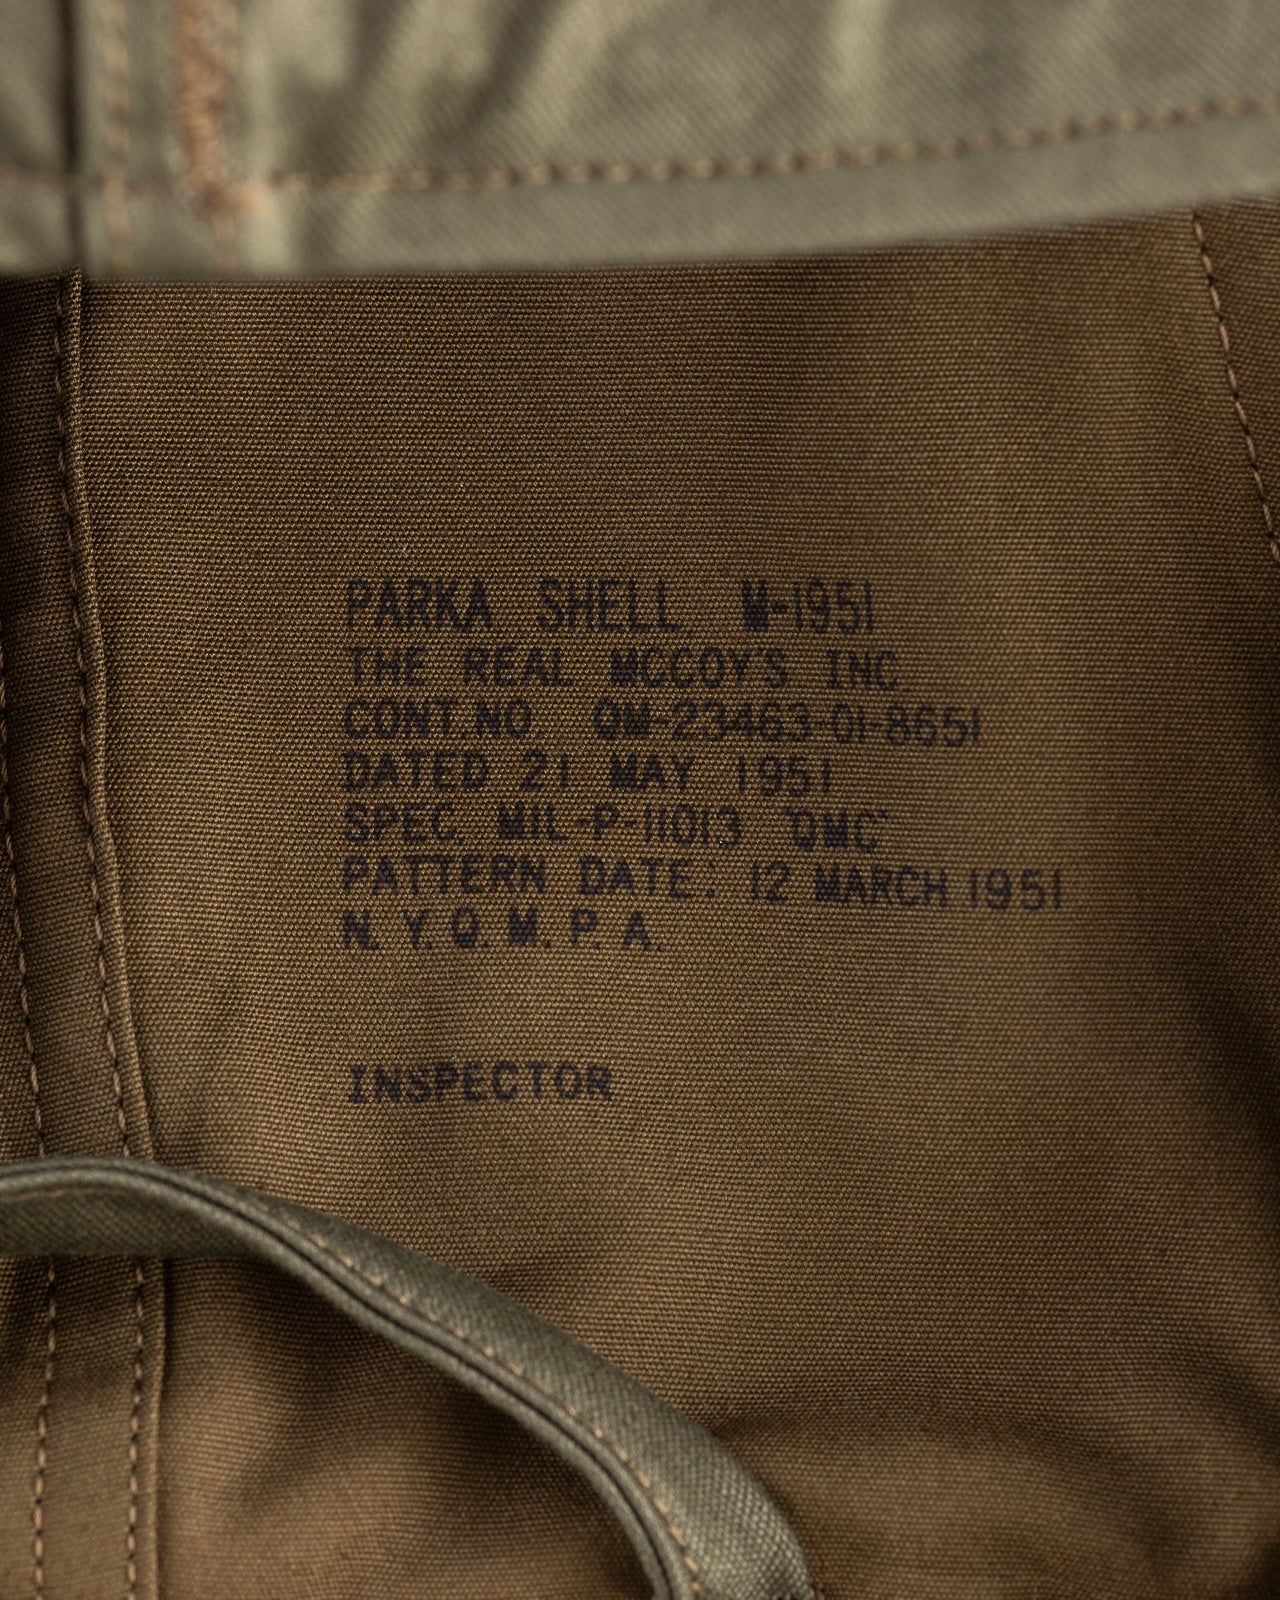 PARKA SHELL, M-1951
THE REAL MCCOY'S INC.
CONT.NO. QM-23463-01-8651
DATED 21 MAY 1951
SPEC. MIL-P-11013 "QMC"
PATTERN DATE: 12 MARCH 1951
N.Y.Q.M.P.A.
INSPECTOR